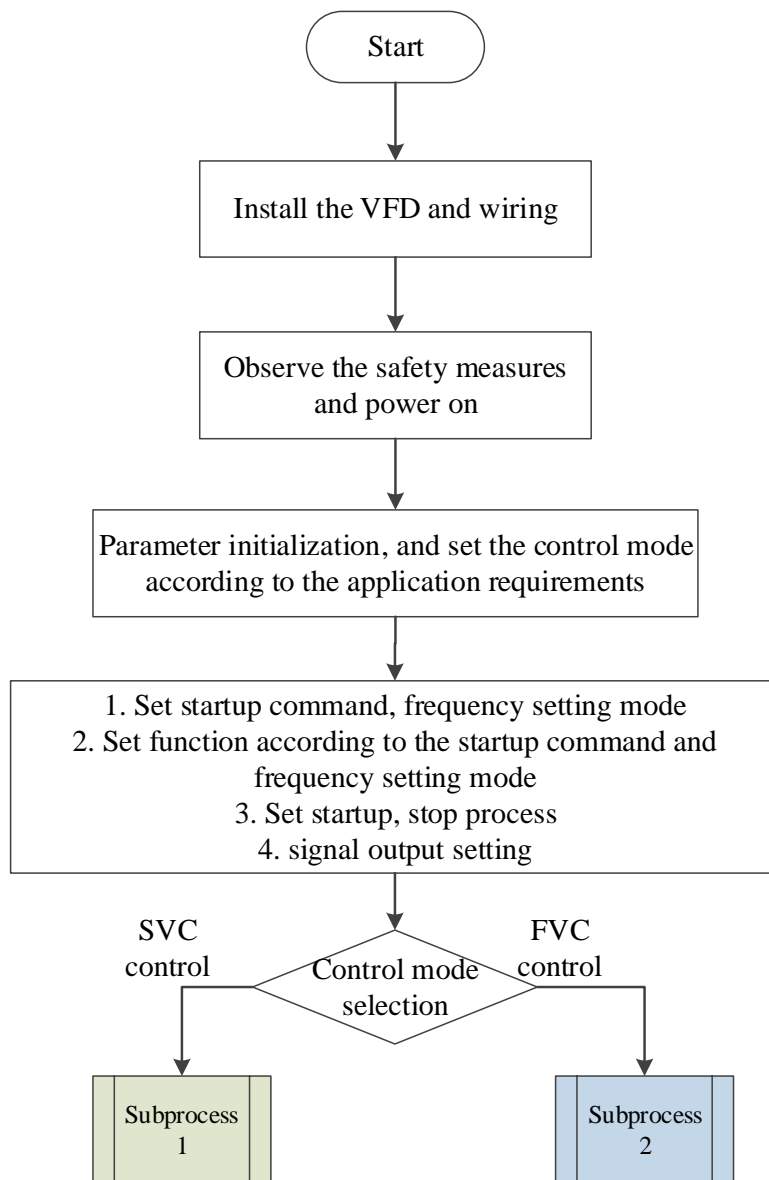 Start
Install the VFD and wiring
Observe the safety measures
and power on
Parameter initialization, and set the control mode
according to the application requirements
1. Set startup command, frequency setting mode
2. Set function according to the startup command and
frequency setting mode
3. Set startup, stop process
4. signal output setting
SVC
control
FVC
control
Control mode
selection
Subprocess
1
Subprocess
2